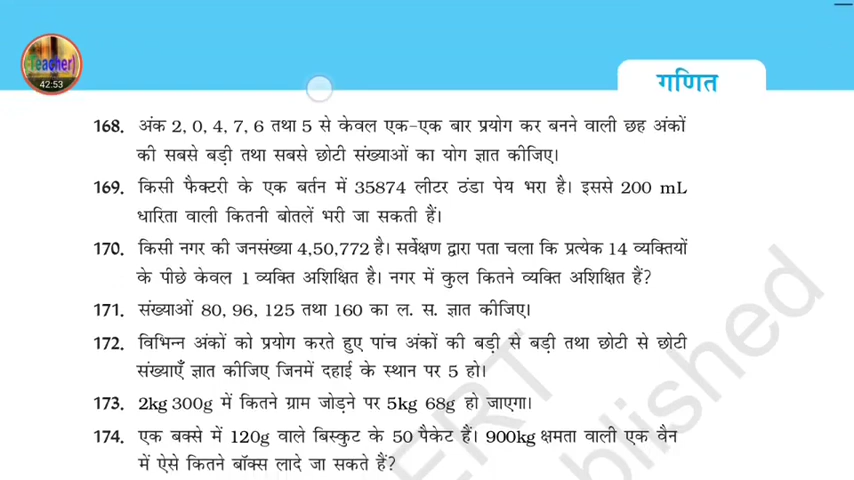 Teacher)
42:53
गणित
168. अंक 2, 0, 4, 7, 6 तथा 5 से केवल एक-एक बार प्रयोग कर बनने वाली छह अंकों
की सबसे बड़ी तथा सबसे छोटी संख्याओं का योग ज्ञात कीजिए।
169. किसी फैक्टरी के एक बर्तन में 35874 लीटर ठंडा पेय भरा है। इससे 200 mL
धारिता वाली कितनी बोतलें भरी जा सकती हैं।
170. किसी नगर की जनसंख्या 4,50,772 है। सर्वेक्षण द्वारा पता चला कि प्रत्येक 14 व्यक्तियों
के पीछे केवल 1 व्यक्ति अशिक्षित है। नगर में कुल कितने व्यक्ति अशिक्षित हैं?
171. संख्याओं 80, 96, 125 तथा 160 का ल. स. ज्ञात कीजिए।
172. विभिन्न अंकों को प्रयोग करते हुए पांच अंकों की बड़ी से बड़ी तथा छोटी से छोटी
संख्याएँ ज्ञात कीजिए जिनमें दहाई के स्थान पर 5 हो।
173. 2kg 300g में कितने ग्राम जोड़ने पर 5kg 68g हो जाएगा।
174. एक बक्से में 120g वाले बिस्कुट के 50 पैकेट हैं। 900kg क्षमता वाली एक वैन
में ऐसे कितने बॉक्स लादे जा सकते हैं?